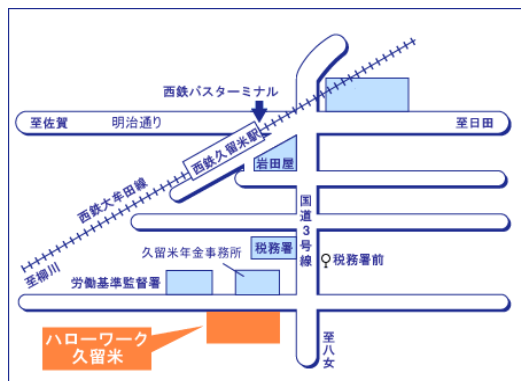 西鉄バスターミナル
至佐賀
明治通り
至日田
西鉄久留米駅
岩田屋
西鉄大牟田線
国道3号線
久留米年金事務所
税務署
税務署前
至柳川
労働基準監督署
ハローワーク
久留米
至八女